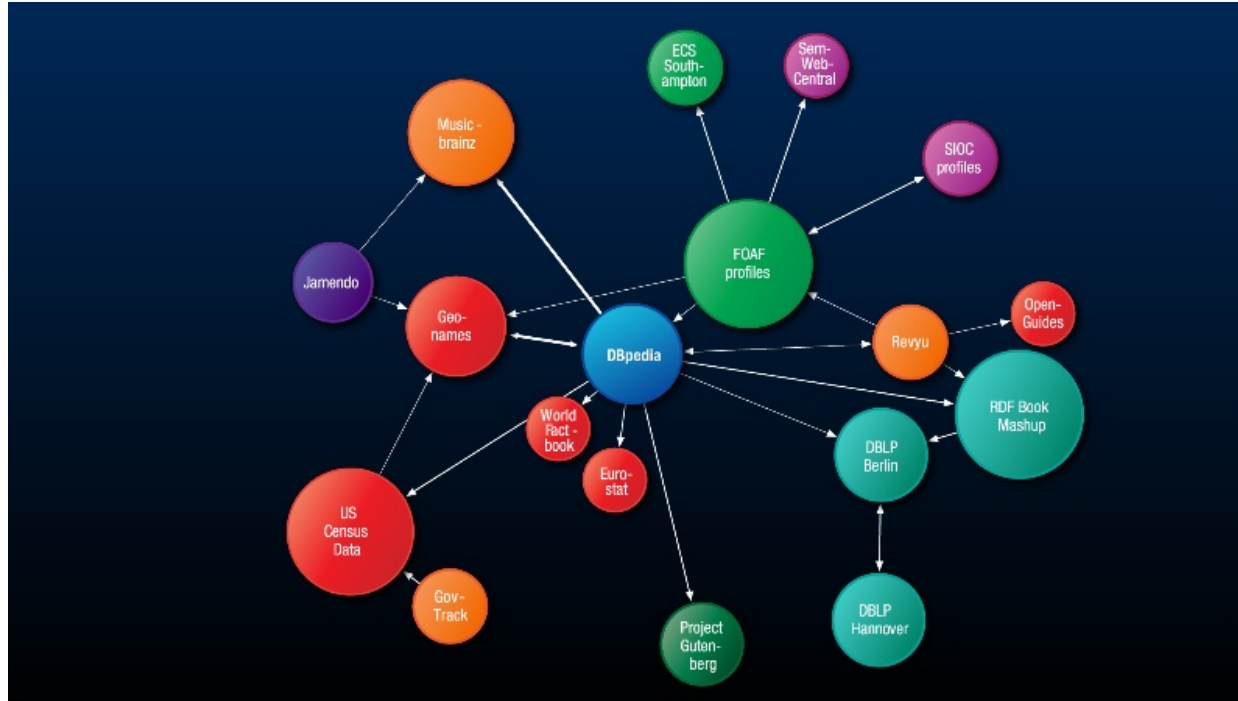 ECS
South-
ampton
Sem-
Web-
Central
Music -
brainz
SIOC
profiles
FOAF
profiles
Jamendo
Geo-
names
DBpedia
Revyu
Open-
Guides
World
Fact -
book
RDF Book
Mashup
DBLP
Berlin
Euro-
stat
US
Census
Data
Gov-
Track
Project
Guten-
berg
DBLP
Hannover